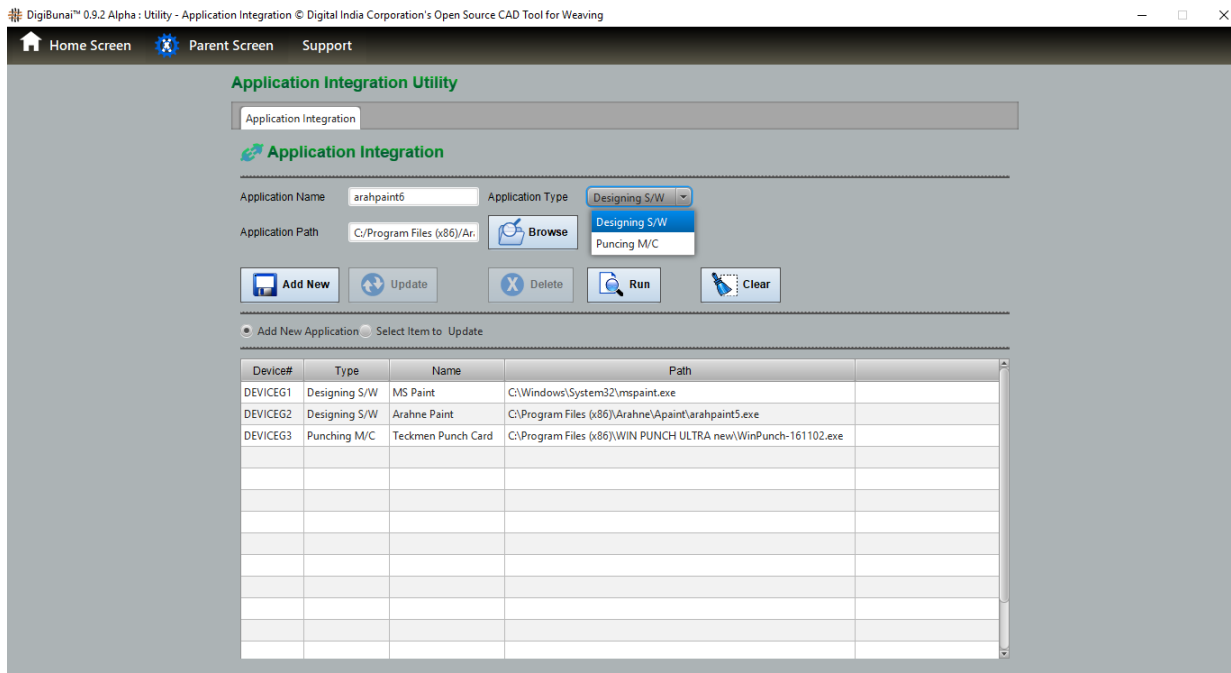 DigiBunai™ 0.9.2 Alpha : Utility - Application Integration © Digital India Corporation's Open Source CAD Tool for Weaving
Home Screen Parent Screen Support
Application Integration Utility
Application Integration
Application Integration
Application Name arahpaint6 Application Type Designing S/W
Designing S/W
Application Path C:/Program Files (x86)/Ara Browse
Puncing M/C
Add New Update Delete Run Clear
Add New Application Select Item to Update
Device# Type Name Path
DEVICEG1 Designing S/W MS Paint C:\Windows\System32\mspaint.exe
DEVICEG2 Designing S/W Arahne Paint C:\Program Files (x86)\Arahne\Apaint\arahpaint5.exe
DEVICEG3 Punching M/C Teckmen Punch Card C:\Program Files (x86)\WIN PUNCH ULTRA new\WinPunch-161102.exe